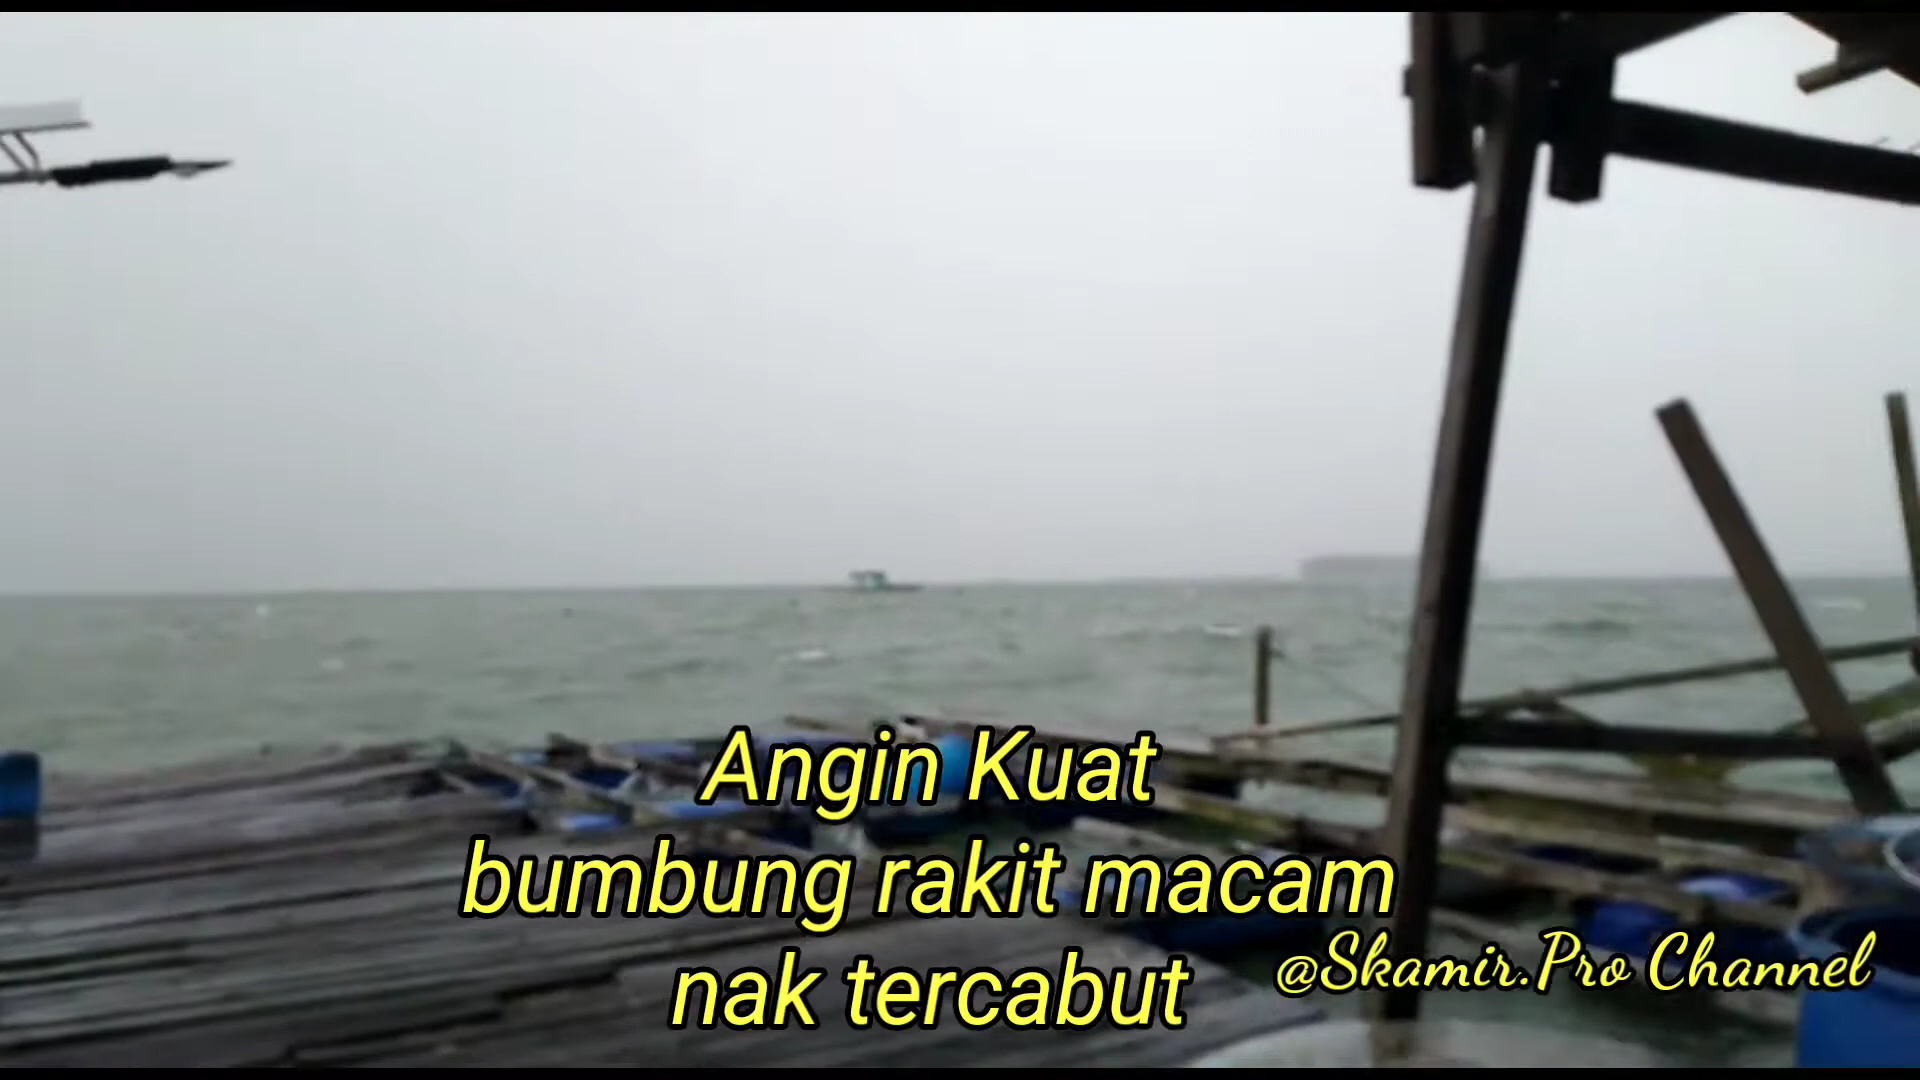 Angin Kuat
bumbung rakit macam
nak tercabut
@Skamir.Pro Channel